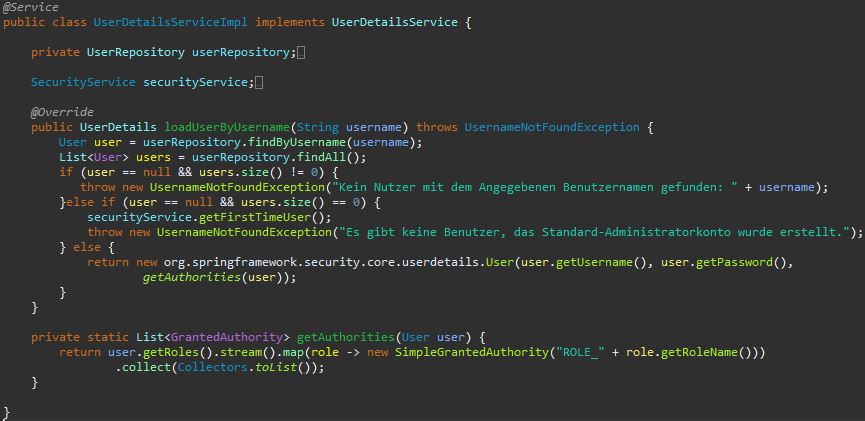 @Service
public class UserDetailsServiceImpl implements UserDetailsService {
private UserRepository userRepository;
SecurityService securityService;
@Override
public UserDetails loadUserByUsername(String username) throws UsernameNotFoundException {
User user = userRepository.findByUsername(username);
List<User> users = userRepository.findAll();
if (user == null && users.size() != 0) {
throw new UsernameNotFoundException("Kein Nutzer mit dem Angegebenen Benutzernamen gefunden: " + username);
}else if (user == null && users.size() == 0) {
securityService.getFirstTimeUser();
throw new UsernameNotFoundException("Es gibt keine Benutzer, das Standard-Administratorkonto wurde erstellt.");
} else {
return new org.springframework.security.core.userdetails.User(user.getUsername(), user.getPassword(),
getAuthorities(user));
}
}
private static List<GrantedAuthority> getAuthorities(User user) {
return user.getRoles().stream().map(role -> new SimpleGrantedAuthority("ROLE_" + role.getRoleName()))
.collect(Collectors.toList());
}
}